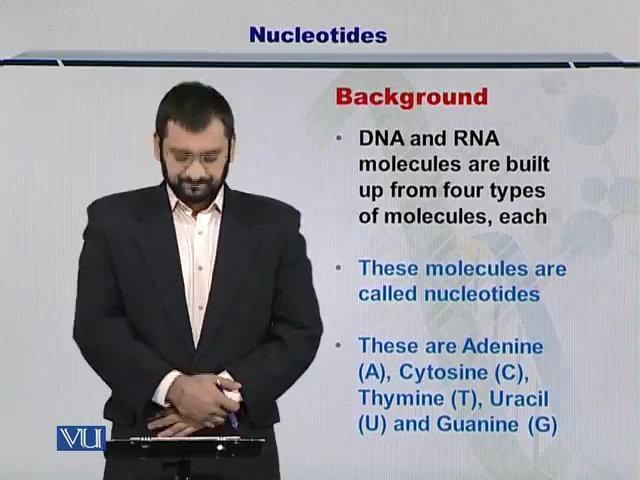 Nucleotides
Background
• DNA and RNA
molecules are built
up from four types
of molecules, each
• These molecules are
called nucleotides
• These are Adenine
(A), Cytosine (C),
Thymine (T), Uracil
(U) and Guanine (G)
VU